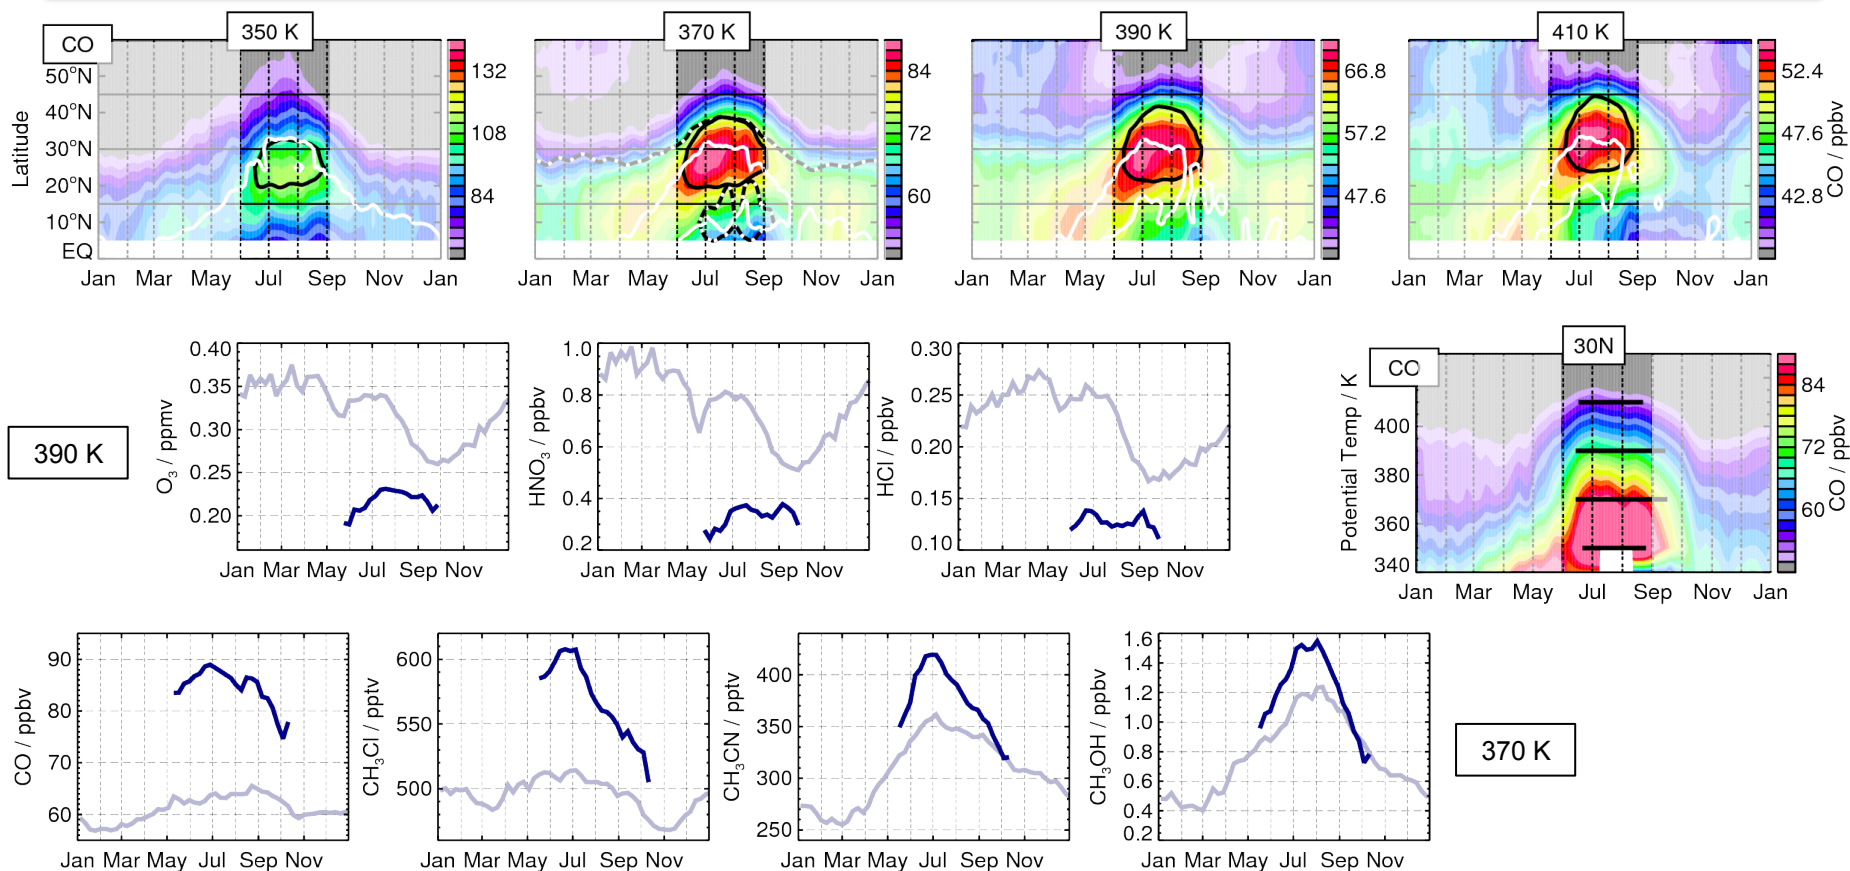 CO
350 K
370 K
390 K
410 K
Latitude
50°N
40°N
30°N
20°N
10°N
EQ
132
108
84
84
72
60
66.8
57.2
47.6
52.4
47.6
42.8
CO / ppbv
Jan Mar May Jul Sep Nov Jan
Jan Mar May Jul Sep Nov Jan
Jan Mar May Jul Sep Nov Jan
Jan Mar May Jul Sep Nov Jan
390 K
O3 / ppmv
0.40
0.35
0.30
0.25
0.20
Jan Mar May Jul Sep Nov
HNO3 / ppbv
1.0
0.8
0.6
0.4
0.2
Jan Mar May Jul Sep Nov
HCl / ppbv
0.30
0.25
0.20
0.15
0.10
Jan Mar May Jul Sep Nov
CO
30N
Potential Temp / K
400
380
360
340
84
72
60
CO / ppbv
Jan Mar May Jul Sep Nov Jan
CO / ppbv
90
80
70
60
Jan Mar May Jul Sep Nov
CH3Cl / pptv
600
550
500
Jan Mar May Jul Sep Nov
CH3CN / pptv
400
350
300
250
Jan Mar May Jul Sep Nov
CH3OH / ppbv
1.6
1.4
1.2
1.0
0.8
0.6
0.4
0.2
Jan Mar May Jul Sep Nov
370 K